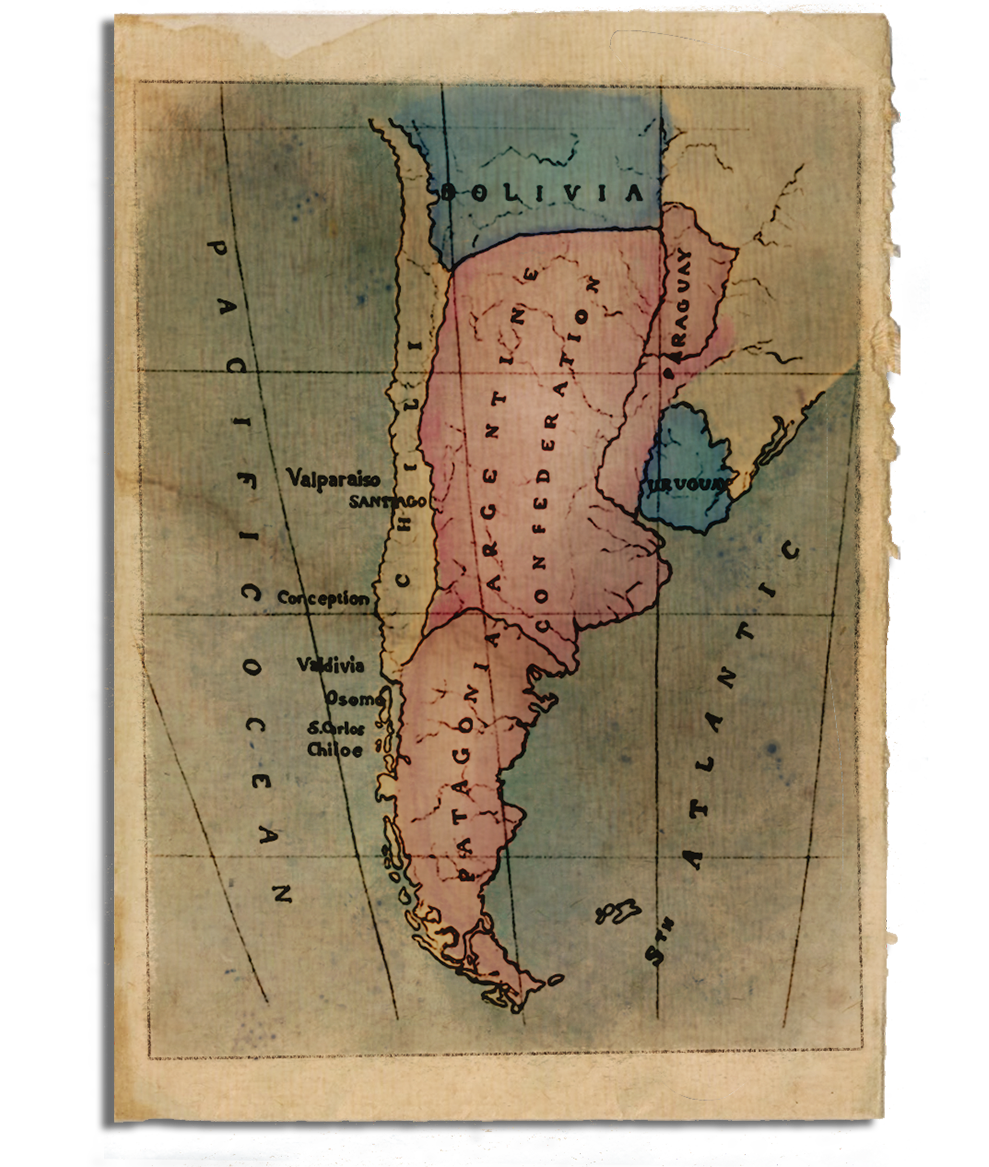 BOLIVIA
PARAGUAY
ARGENTINE
CONFEDERATION
CHILI
PACIFIC OCEAN
Valparaiso
SANTIAGO
URUGUAY
Conception
Valdivia
Osorno
S.Carlos
Chiloe
PATAGONIA
STH ATLANTIC